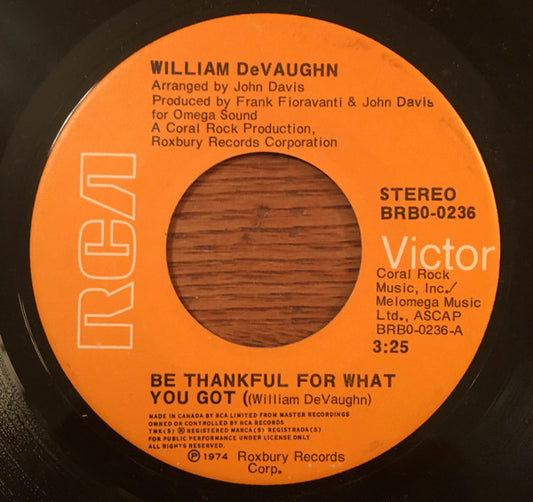 WILLIAM DeVAUGHN
Arranged by John Davis
Produced by Frank Fioravanti & John Davis
for Omega Sound
A Coral Rock Production,
Roxbury Records Corporation
RCA
STEREO
BRBO-0236
Victor
Coral Rock
Music, Inc./
Melomega Music
Ltd., ASCAP
BRBO-0236-A
3:25
BE THANKFUL FOR WHAT
YOU GOT ((William DeVaughn)
MADE IN CANADA BY RCA LIMITED FROM MASTER RECORDINGS
OWNED OR CONTROLLED BY RCA RECORDS
TMK(S) ® REGISTERED MARCA(S) REGISTRADA(S)
FOR PUBLIC PERFORMANCE UNDER LICENSE ONLY
ALL RIGHTS RESERVED
℗ 1974 Roxbury Records
Corp.